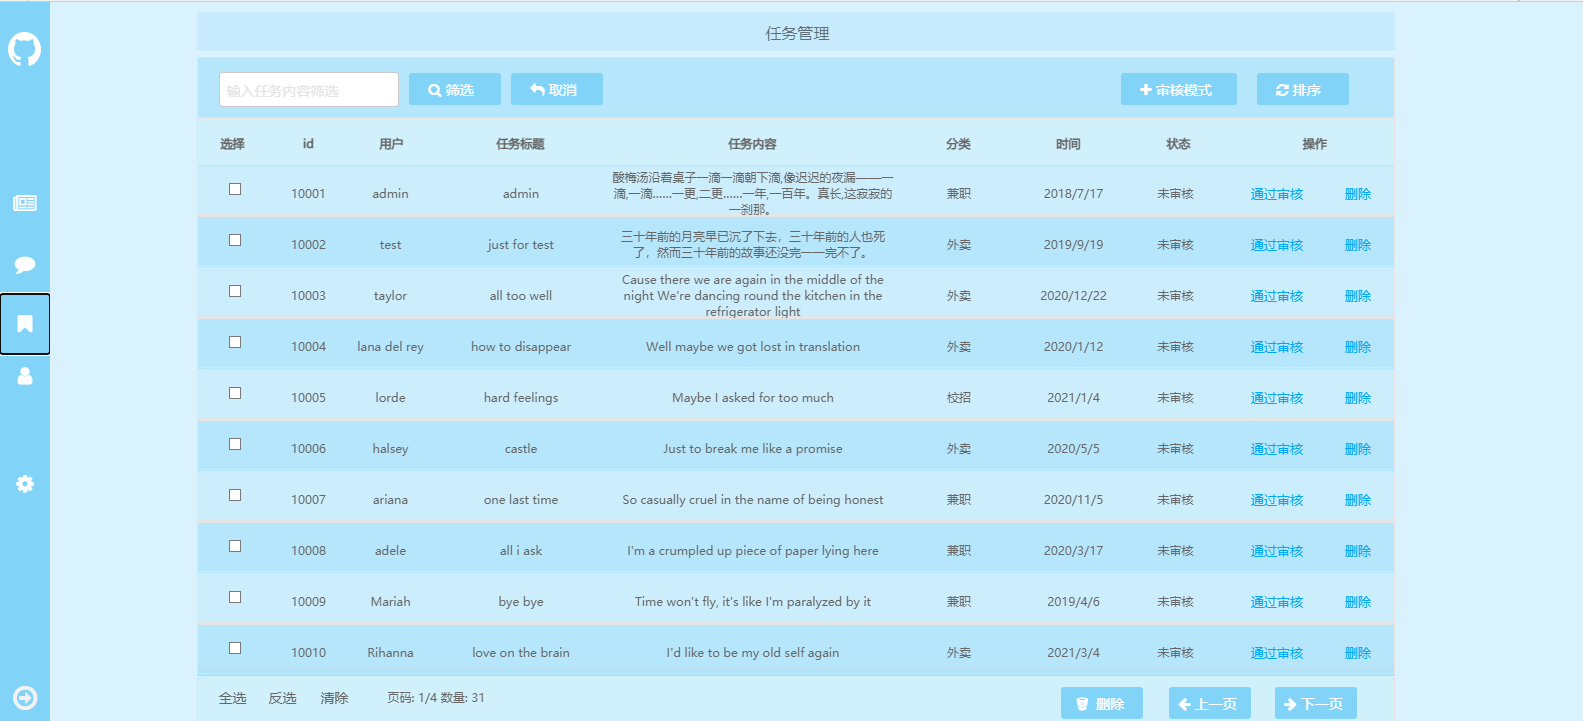 任务管理
输入任务内容筛选 筛选 取消 审核模式 排序
选择 id 用户 任务标题 任务内容 分类 时间 状态 操作
10001 admin admin 酸梅汤沿着桌子一滴一滴朝下滴,像迟迟的夜漏——一滴,一滴……一更,二更……一年,一百年。真长,这寂寂的一刹那。 兼职 2018/7/17 未审核 通过审核 删除
10002 test just for test 三十年前的月亮早已沉了下去，三十年前的人也死了，然而三十年前的故事还没完——完不了。 外卖 2019/9/19 未审核 通过审核 删除
10003 taylor all too well Cause there we are again in the middle of the night We're dancing round the kitchen in the refrigerator light 外卖 2020/12/22 未审核 通过审核 删除
10004 lana del rey how to disappear Well maybe we got lost in translation 外卖 2020/1/12 未审核 通过审核 删除
10005 lorde hard feelings Maybe I asked for too much 校招 2021/1/4 未审核 通过审核 删除
10006 halsey castle Just to break me like a promise 外卖 2020/5/5 未审核 通过审核 删除
10007 ariana one last time So casually cruel in the name of being honest 兼职 2020/11/5 未审核 通过审核 删除
10008 adele all i ask I'm a crumpled up piece of paper lying here 兼职 2020/3/17 未审核 通过审核 删除
10009 Mariah bye bye Time won't fly, it's like I'm paralyzed by it 兼职 2019/4/6 未审核 通过审核 删除
10010 Rihanna love on the brain I'd like to be my old self again 外卖 2021/3/4 未审核 通过审核 删除
全选 反选 清除 页码: 1/4 数量: 31 删除 上一页 下一页